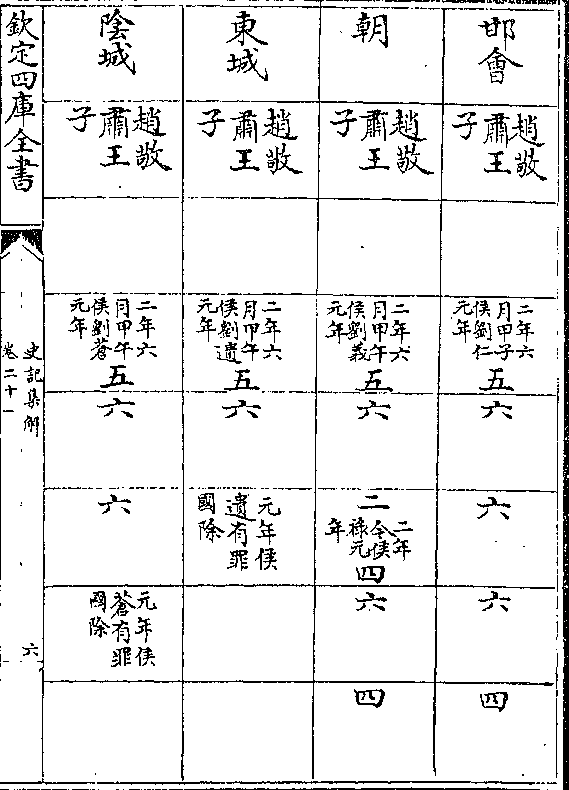 邯會
趙敬
肅王
子
二年六
月甲子
侯劉仁
元年
五
六
六
六
四
朝
趙敬
肅王
子
二年六
月甲午
侯劉義
元年
五
六
二
二年
今侯
祿元
年
四
六
四
東城
趙敬
肅王
子
二年六
月甲午
侯劉遺
元年
五
六
元年侯
遺有罪
國除
陰城
趙敬
肅王
子
二年六
月甲午
侯劉蒼
元年
五
六
六
元年侯
蒼有罪
國除
欽定四庫全書
史記集解
卷二十一
六